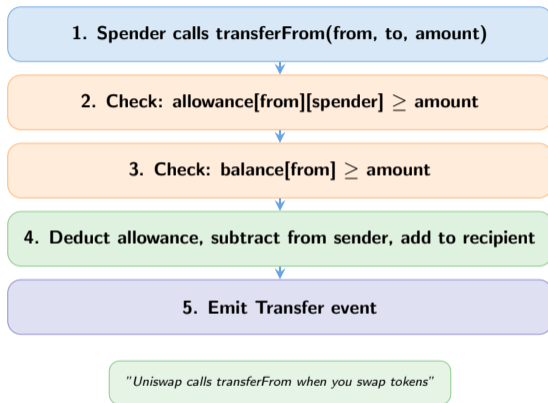 1. Spender calls transferFrom(from, to, amount)
2. Check: allowance[from][spender] ≥ amount
3. Check: balance[from] ≥ amount
4. Deduct allowance, subtract from sender, add to recipient
5. Emit Transfer event
"Uniswap calls transferFrom when you swap tokens"